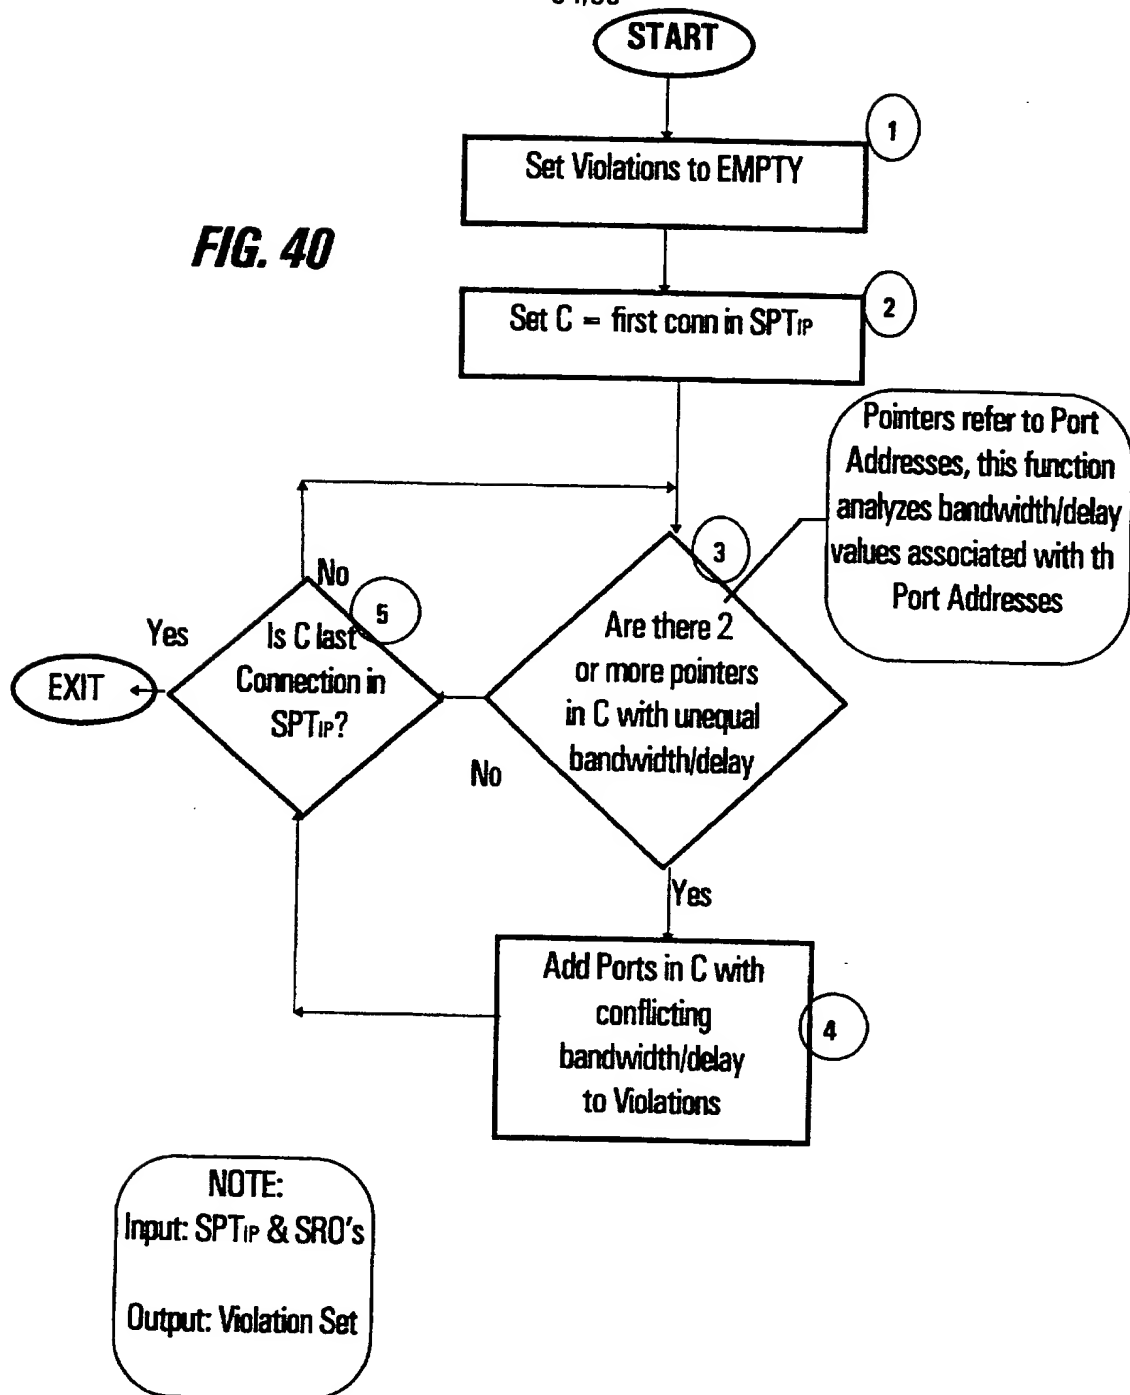 START
1
Set Violations to EMPTY
FIG. 40
2
Set C = first conn in SPTIP
Pointers refer to Port
Addresses, this function
analyzes bandwidth/delay
values associated with th
Port Addresses
3
Are there 2
or more pointers
in C with unequal
bandwidth/delay
No
5
Is C last
Connection in
SPTIP?
Yes
EXIT
No
Yes
Add Ports in C with
conflicting
bandwidth/delay
to Violations
4
NOTE:
Input: SPTIP & SRO's
Output: Violation Set